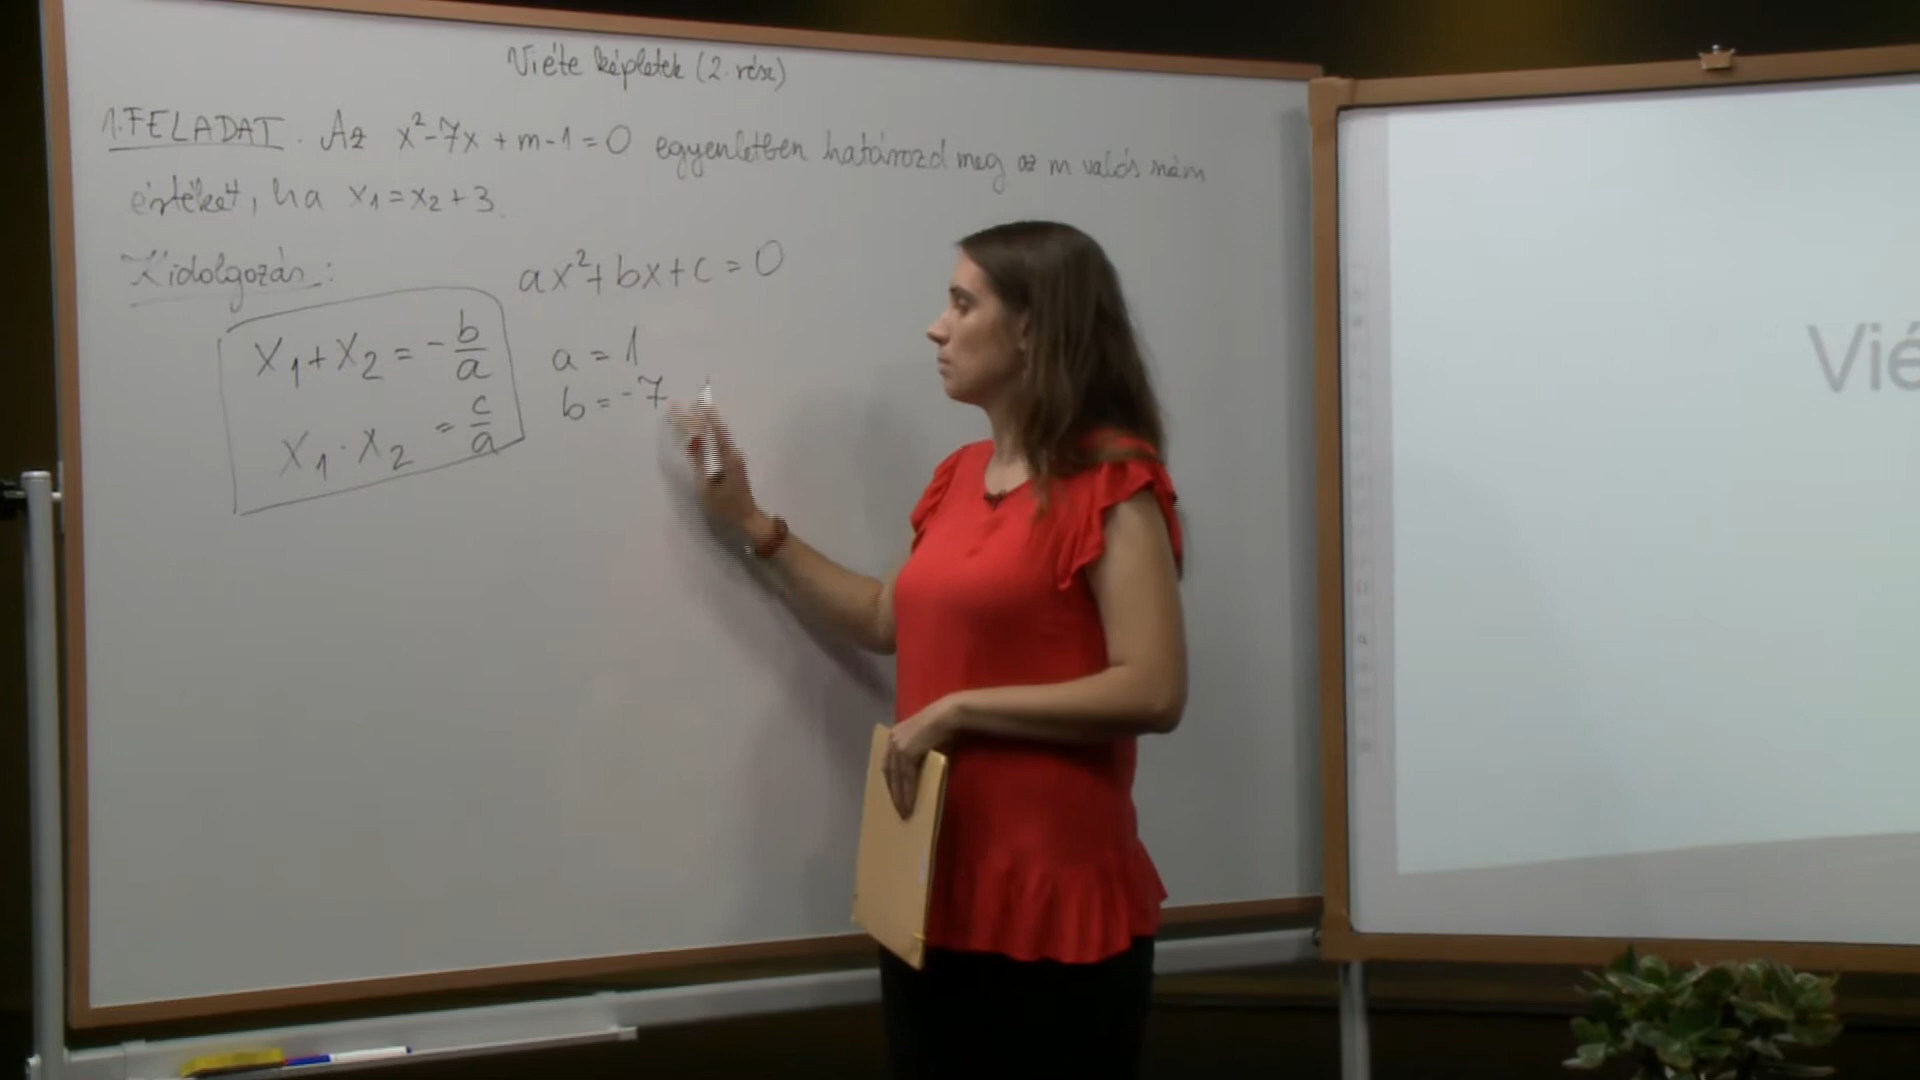 Viéte képletek (2. rész)
1. FELADAT. Az x²-7x+m-1=0 egyenletben határozd meg az m valós szám
értékét, ha x₁=x₂+3.
Kidolgozás:
ax²+bx+c=0
x₁+x₂=-b/a
a=1
b=-7
x₁·x₂=c/a
Vié